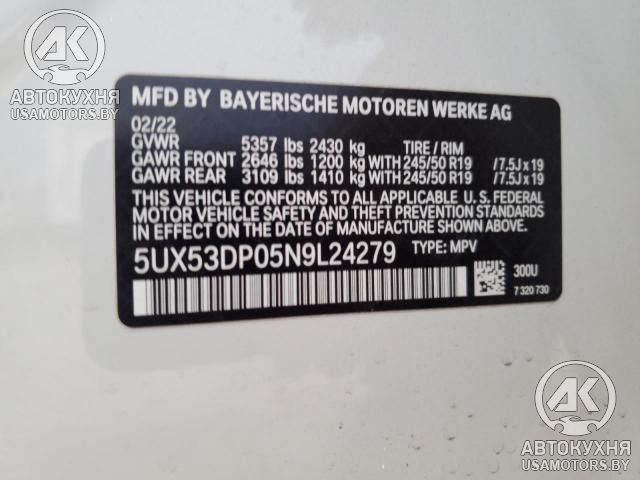 АК
АВТОКУХНЯ
USAMOTORS.BY
MFD BY BAYERISCHE MOTOREN WERKE AG
02/22
GVWR 5357 lbs 2430 kg TIRE / RIM
GAWR FRONT 2646 lbs 1200 kg WITH 245/50 R19 /7.5J x 19
GAWR REAR 3109 lbs 1410 kg WITH 245/50 R19 /7.5J x 19
THIS VEHICLE CONFORMS TO ALL APPLICABLE U. S. FEDERAL
MOTOR VEHICLE SAFETY AND THEFT PREVENTION STANDARDS
IN EFFECT ON THE DATE OF MANUFACTURE SHOWN ABOVE.
5UX53DP05N9L24279 TYPE: MPV
300U
7 320 730
АК
АВТОКУХНЯ
USAMOTORS.BY